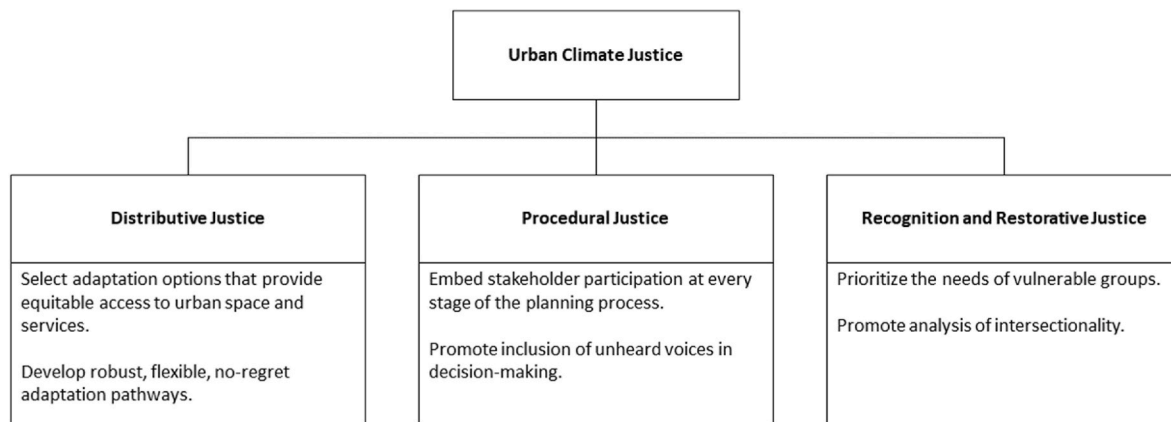 Urban Climate Justice
Distributive Justice
Select adaptation options that provide
equitable access to urban space and
services.
Develop robust, flexible, no-regret
adaptation pathways.
Procedural Justice
Embed stakeholder participation at every
stage of the planning process.
Promote inclusion of unheard voices in
decision-making.
Recognition and Restorative Justice
Prioritize the needs of vulnerable groups.
Promote analysis of intersectionality.